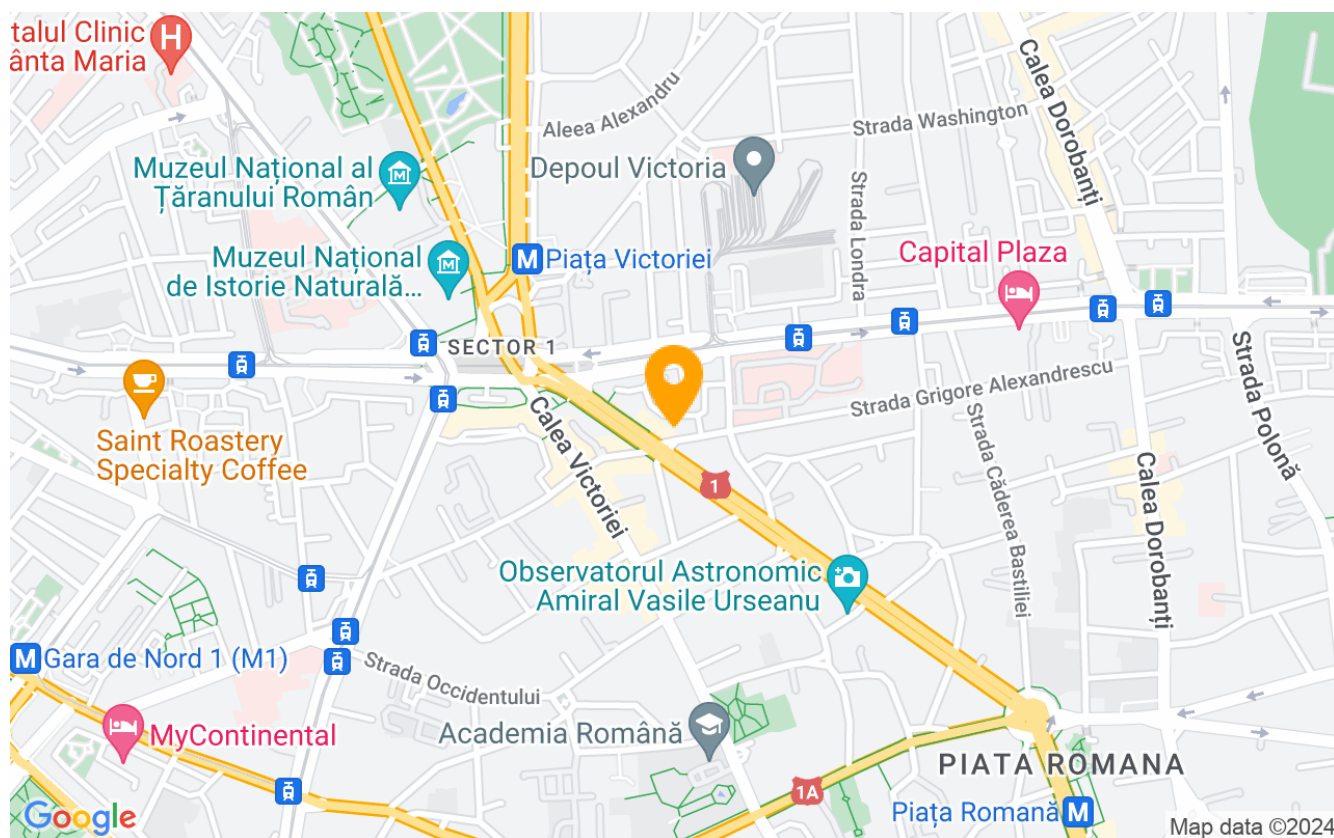 talul Clinic
ânta Maria
H
Aleea Alexandru
Strada Washington
Calea Dorobanți
Muzeul Național al
Țăranului Român
Depoul Victoria
Strada Londra
Muzeul Național
de Istorie Naturală...
M Piața Victoriei
Capital Plaza
SECTOR 1
Strada Polonă
Saint Roastery
Specialty Coffee
Calea Victoriei
Strada Grigore Alexandrescu
Strada Căderea Bastiliei
Calea Dorobanți
1
Observatorul Astronomic
Amiral Vasile Urseanu
M Gara de Nord 1 (M1)
Strada Occidentului
MyContinental
Academia Română
PIATA ROMANA
1A
Piața Romană M
Google
Map data ©2024